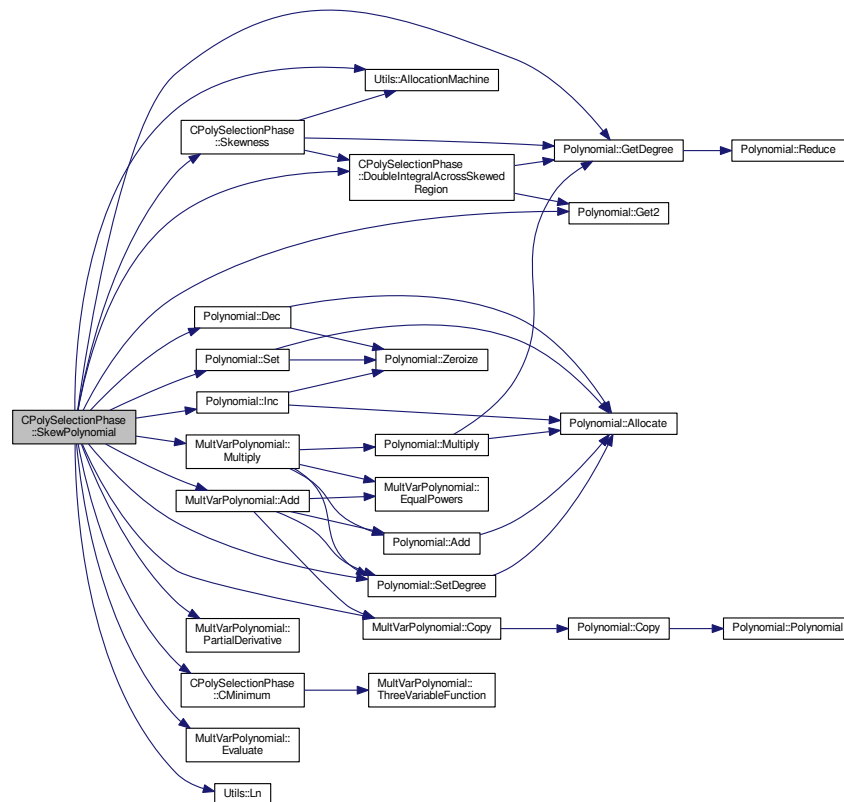 Utils::AllocationMachine
CPolySelectionPhase
::Skewness
Polynomial::GetDegree
Polynomial::Reduce
CPolySelectionPhase
::DoubleIntegralAcrossSkewed
Region
Polynomial::Get2
Polynomial::Dec
Polynomial::Set
Polynomial::Zeroize
Polynomial::Inc
CPolySelectionPhase
::SkewPolynomial
Polynomial::Allocate
MultVarPolynomial::
Multiply
Polynomial::Multiply
MultVarPolynomial::
EqualPowers
MultVarPolynomial::Add
Polynomial::Add
Polynomial::SetDegree
MultVarPolynomial::
PartialDerivative
MultVarPolynomial::Copy
Polynomial::Copy
Polynomial::Polynomial
CPolySelectionPhase
::CMinimum
MultVarPolynomial::
ThreeVariableFunction
MultVarPolynomial::
Evaluate
Utils::Ln